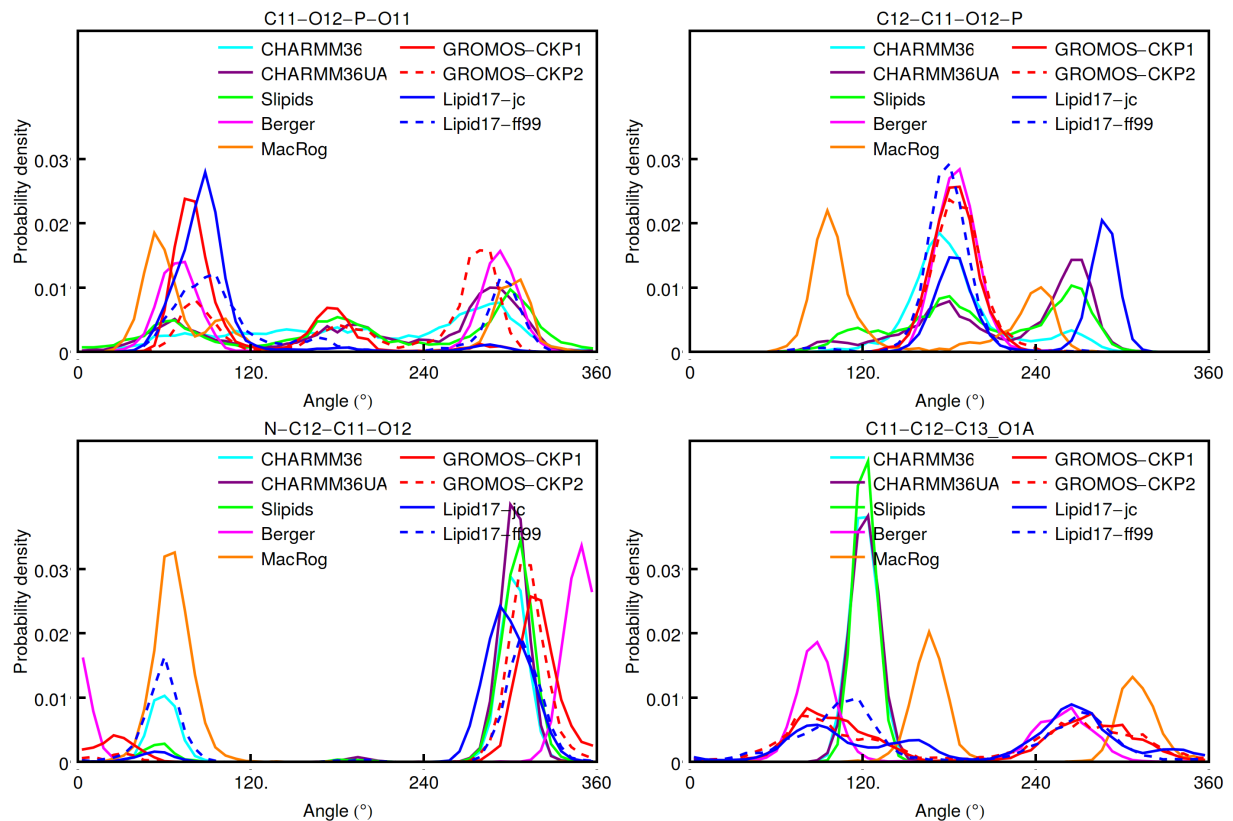 C11−O12−P−O11
CHARMM36
CHARMM36UA
Slipids
Berger
MacRog
GROMOS−CKP1
GROMOS−CKP2
Lipid17−jc
Lipid17−ff99
Probability density
0.03
0.02
0.01
0
0
120.
240
360
Angle (°)
C12−C11−O12−P
CHARMM36
CHARMM36UA
Slipids
Berger
MacRog
GROMOS−CKP1
GROMOS−CKP2
Lipid17−jc
Lipid17−ff99
Probability density
0.03
0.02
0.01
0
0
120.
240
360
Angle (°)
N−C12−C11−O12
CHARMM36
CHARMM36UA
Slipids
Berger
MacRog
GROMOS−CKP1
GROMOS−CKP2
Lipid17−jc
Lipid17−ff99
Probability density
0.03
0.02
0.01
0
0
120.
240
360
Angle (°)
C11−C12−C13_O1A
CHARMM36
CHARMM36UA
Slipids
Berger
MacRog
GROMOS−CKP1
GROMOS−CKP2
Lipid17−jc
Lipid17−ff99
Probability density
0.03
0.02
0.01
0
0
120.
240
360
Angle (°)